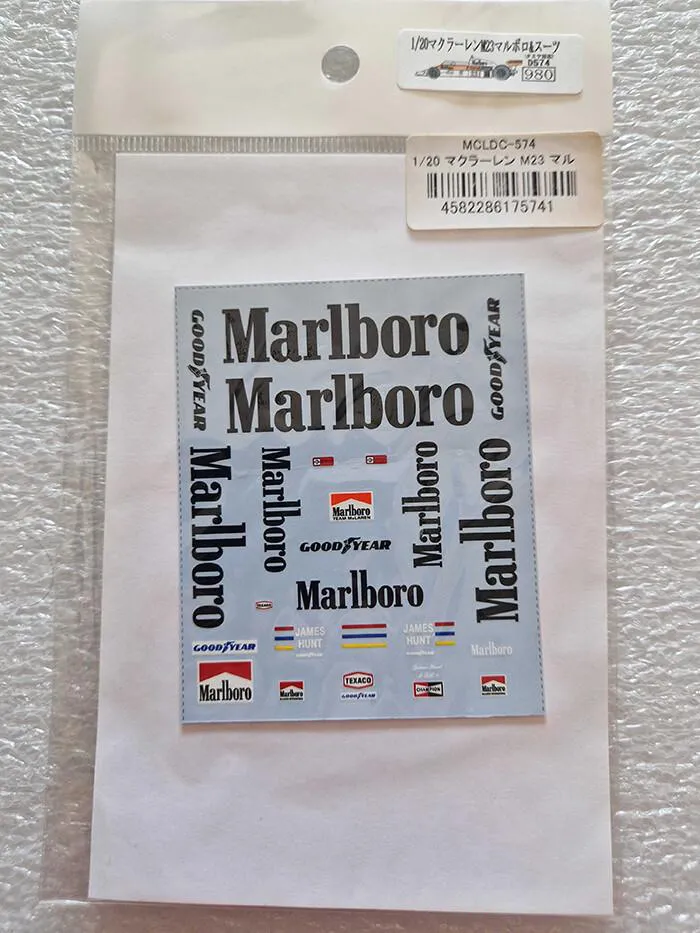 1/20マクラーレンM23マルボロ&スーツ
D574
980
MCLDC-574
1/20 マクラーレン M23 マル
4582286175741
GOODYEAR
Marlboro
GOODYEAR
Marlboro
Marlboro
Marlboro
Marlboro
Marlboro
Marlboro
TEAM McLAREN
GOODYEAR
Marlboro
TEXACO
JAMES
HUNT
JAMES
HUNT
GOODYEAR
Marlboro
Marlboro
Marlboro
TEXACO
GOODYEAR
CHAMPION
Marlboro